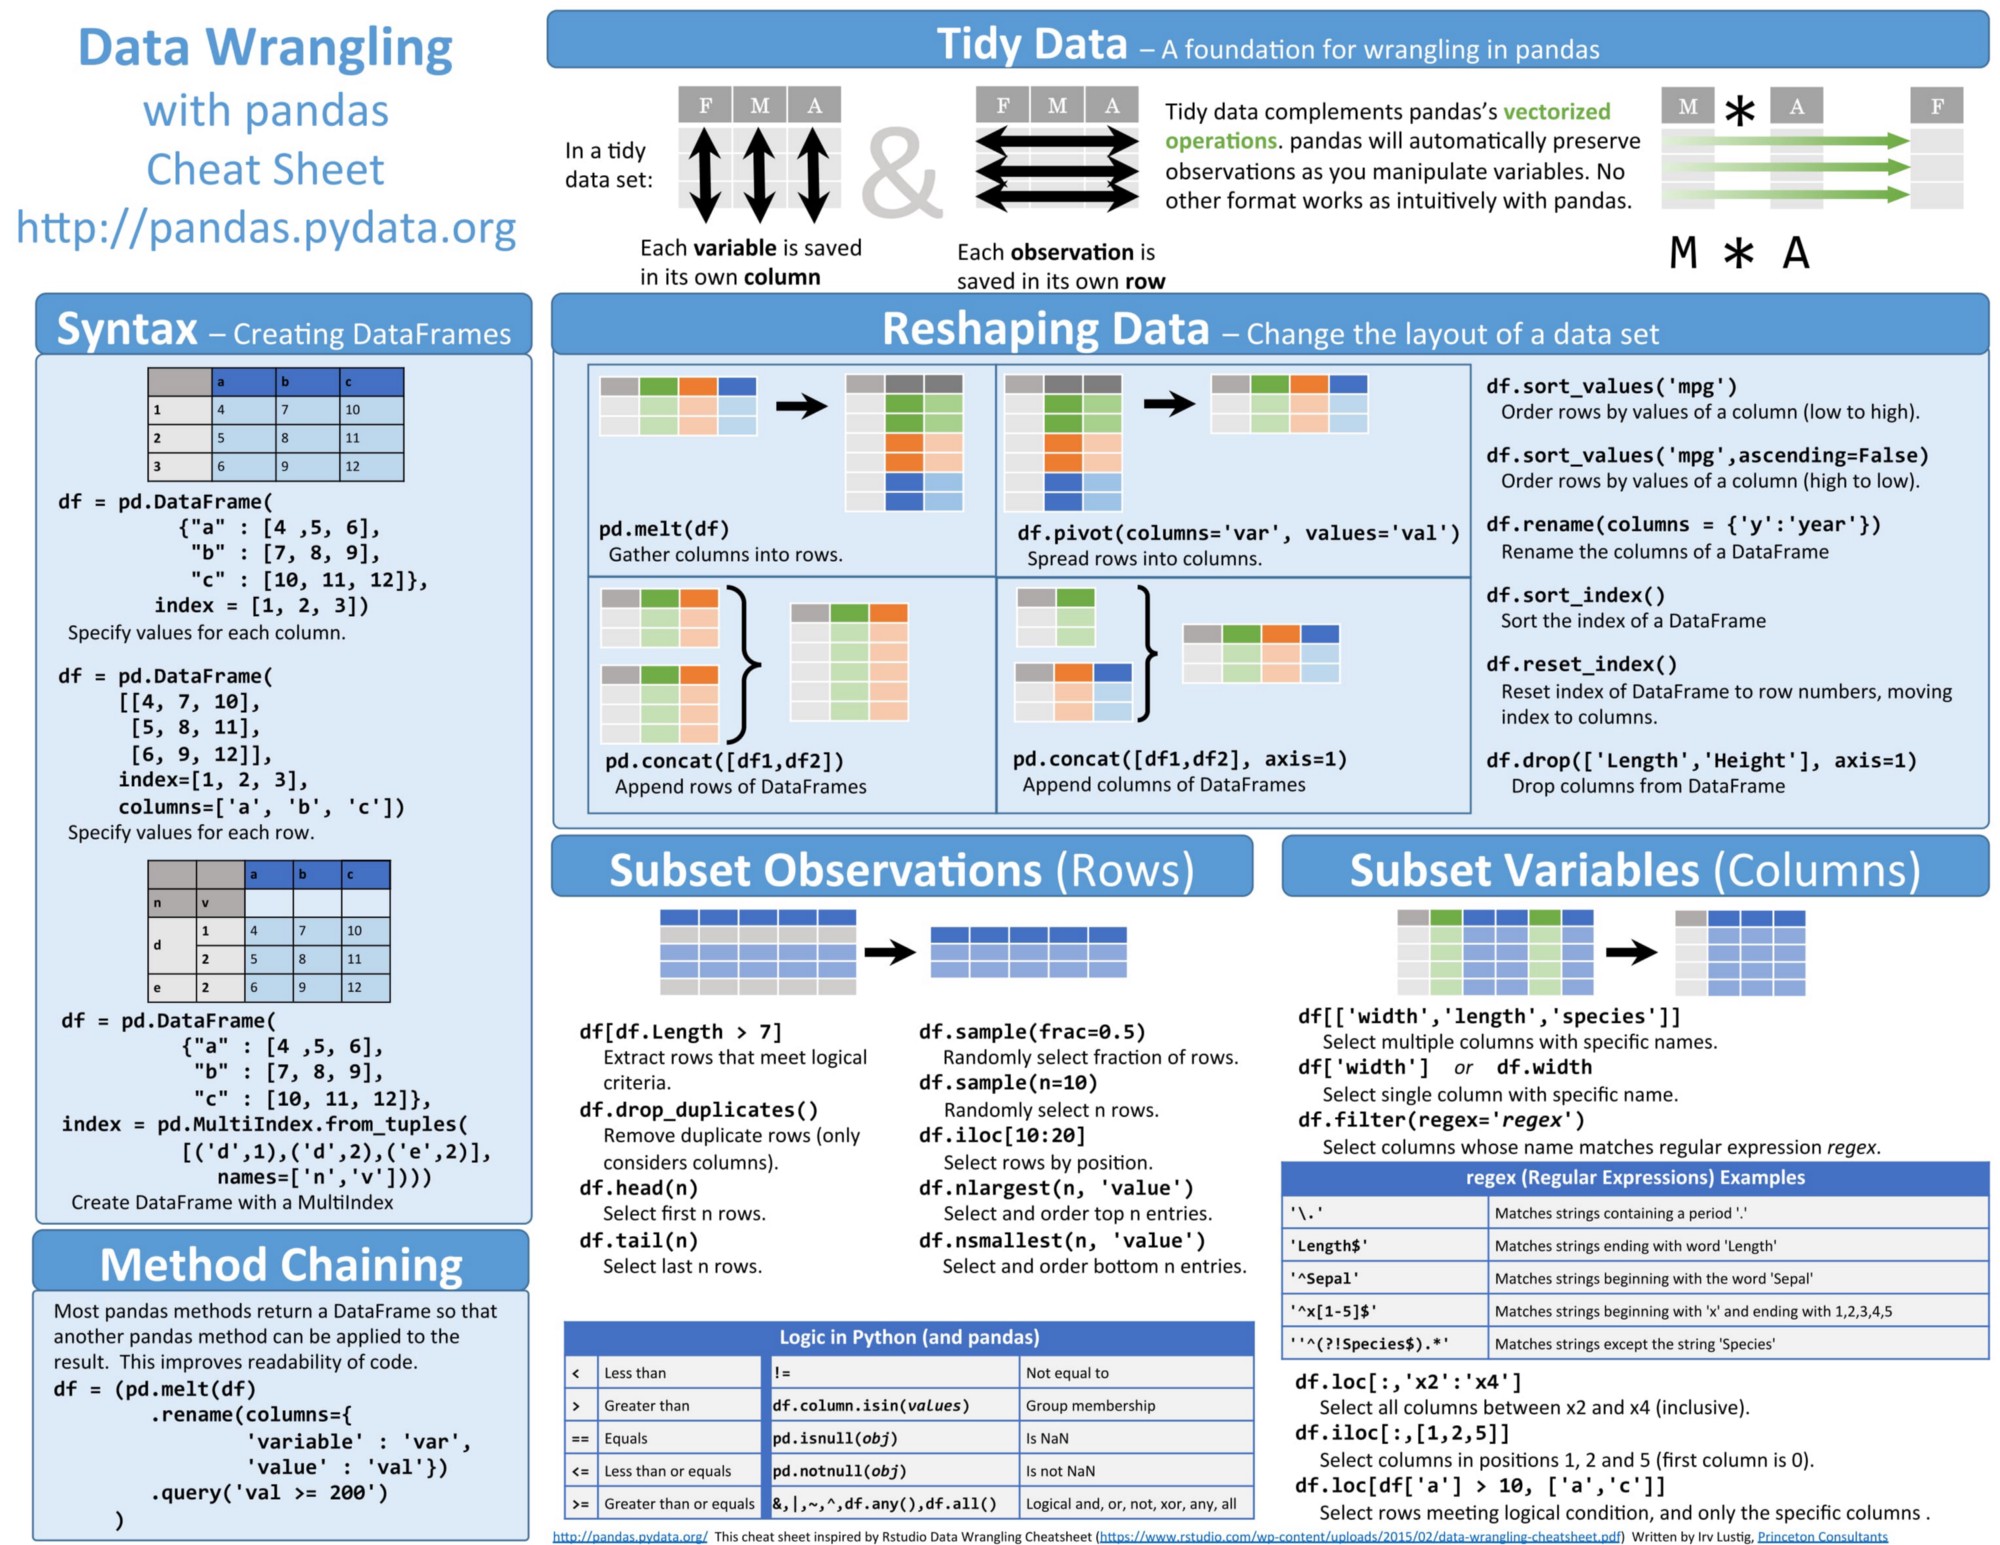 Data Wrangling
with pandas
Cheat Sheet
http://pandas.pydata.org
Tidy Data – A foundation for wrangling in pandas
In a tidy
data set:
F M A
Each variable is saved
in its own column
&
F M A
Each observation is
saved in its own row
Tidy data complements pandas's vectorized
operations. pandas will automatically preserve
observations as you manipulate variables. No
other format works as intuitively with pandas.
M * A F
M * A
Syntax – Creating DataFrames
a b c
1 4 7 10
2 5 8 11
3 6 9 12
df = pd.DataFrame(
{"a" : [4 ,5, 6],
"b" : [7, 8, 9],
"c" : [10, 11, 12]},
index = [1, 2, 3])
Specify values for each column.
df = pd.DataFrame(
[[4, 7, 10],
[5, 8, 11],
[6, 9, 12]],
index=[1, 2, 3],
columns=['a', 'b', 'c'])
Specify values for each row.
a b c
n v
d 1 4 7 10
2 5 8 11
e 2 6 9 12
df = pd.DataFrame(
{"a" : [4 ,5, 6],
"b" : [7, 8, 9],
"c" : [10, 11, 12]},
index = pd.MultiIndex.from_tuples(
[('d',1),('d',2),('e',2)],
names=['n','v'])))
Create DataFrame with a MultiIndex
Method Chaining
Most pandas methods return a DataFrame so that
another pandas method can be applied to the
result.  This improves readability of code.
df = (pd.melt(df)
.rename(columns={
'variable' : 'var',
'value' : 'val'})
.query('val >= 200')
)
Reshaping Data – Change the layout of a data set
pd.melt(df)
Gather columns into rows.
df.pivot(columns='var', values='val')
Spread rows into columns.
pd.concat([df1,df2])
Append rows of DataFrames
pd.concat([df1,df2], axis=1)
Append columns of DataFrames
df.sort_values('mpg')
Order rows by values of a column (low to high).
df.sort_values('mpg',ascending=False)
Order rows by values of a column (high to low).
df.rename(columns = {'y':'year'})
Rename the columns of a DataFrame
df.sort_index()
Sort the index of a DataFrame
df.reset_index()
Reset index of DataFrame to row numbers, moving
index to columns.
df.drop(['Length','Height'], axis=1)
Drop columns from DataFrame
Subset Observations (Rows)
df[df.Length > 7]
Extract rows that meet logical
criteria.
df.drop_duplicates()
Remove duplicate rows (only
considers columns).
df.head(n)
Select first n rows.
df.tail(n)
Select last n rows.
df.sample(frac=0.5)
Randomly select fraction of rows.
df.sample(n=10)
Randomly select n rows.
df.iloc[10:20]
Select rows by position.
df.nlargest(n, 'value')
Select and order top n entries.
df.nsmallest(n, 'value')
Select and order bottom n entries.
Logic in Python (and pandas)
< Less than != Not equal to
> Greater than df.column.isin(values) Group membership
== Equals pd.isnull(obj) Is NaN
<= Less than or equals pd.notnull(obj) Is not NaN
>= Greater than or equals &,|,~,^,df.any(),df.all() Logical and, or, not, xor, any, all
Subset Variables (Columns)
df[['width','length','species']]
Select multiple columns with specific names.
df['width'] or df.width
Select single column with specific name.
df.filter(regex='regex')
Select columns whose name matches regular expression regex.
regex (Regular Expressions) Examples
'\.' Matches strings containing a period '.'
'Length$' Matches strings ending with word 'Length'
'^Sepal' Matches strings beginning with the word 'Sepal'
'^x[1-5]$' Matches strings beginning with 'x' and ending with 1,2,3,4,5
''^(?!Species$).*' Matches strings except the string 'Species'
df.loc[:,'x2':'x4']
Select all columns between x2 and x4 (inclusive).
df.iloc[:,[1,2,5]]
Select columns in positions 1, 2 and 5 (first column is 0).
df.loc[df['a'] > 10, ['a','c']]
Select rows meeting logical condition, and only the specific columns .
http://pandas.pydata.org/ This cheat sheet inspired by Rstudio Data Wrangling Cheatsheet (https://www.rstudio.com/wp-content/uploads/2015/02/data-wrangling-cheatsheet.pdf) Written by Irv Lustig, Princeton Consultants